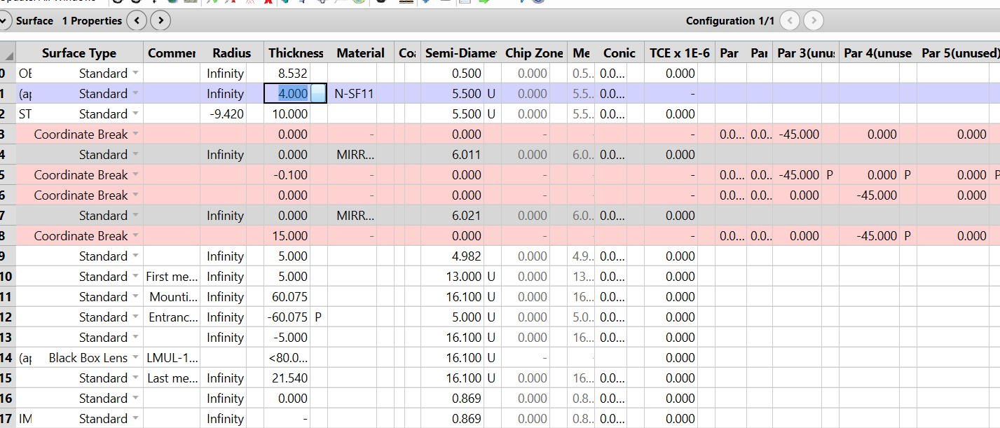 Surface 1 Properties Configuration 1/1
Surface Type Commer Radius Thickness Material Coa Semi-Diamet Chip Zone Me Conic TCE x 1E-6 Par Par Par 3(unus Par 4(unuse Par 5(unused)
0 OB Standard Infinity 8.532 0.500 0.000 0.5.. 0.0... 0.000
1 (ap Standard Infinity 4.000 N-SF11 5.500 U 0.000 5.5.. 0.0... -
2 ST Standard -9.420 10.000 5.500 U 0.000 5.5.. 0.0... 0.000
3 Coordinate Break 0.000 - 0.000 - - - 0.0... 0.0.. -45.000 0.000 0.000
4 Standard Infinity 0.000 MIRR... 6.011 0.000 6.0.. 0.0... 0.000
5 Coordinate Break -0.100 - 0.000 - - - 0.0... 0.0.. -45.000 P 0.000 P 0.000 P
6 Coordinate Break 0.000 - 0.000 - - - 0.0... 0.0.. 0.000 -45.000 0.000
7 Standard Infinity 0.000 MIRR... 6.021 0.000 6.0.. 0.0... 0.000
8 Coordinate Break 15.000 - 0.000 - - - 0.0... 0.0.. 0.000 -45.000 P 0.000
9 Standard Infinity 5.000 4.982 0.000 4.9.. 0.0... 0.000
10 Standard First me... Infinity 5.000 13.000 U 0.000 13... 0.0... 0.000
11 Standard Mounti... Infinity 60.075 16.100 U 0.000 16... 0.0... 0.000
12 Standard Entranc... Infinity -60.075 P 5.000 U 0.000 5.0.. 0.0... 0.000
13 Standard Infinity -5.000 16.100 U 0.000 16... 0.0... 0.000
14 (ap Black Box Lens LMUL-1... <80.0... 16.100 U - - 0.000
15 Standard Last me... Infinity 21.540 16.100 U 0.000 16... 0.0... 0.000
16 Standard Infinity 0.000 0.869 0.000 0.8.. 0.0... 0.000
17 IM Standard Infinity - 0.869 0.000 0.8.. 0.0... 0.000